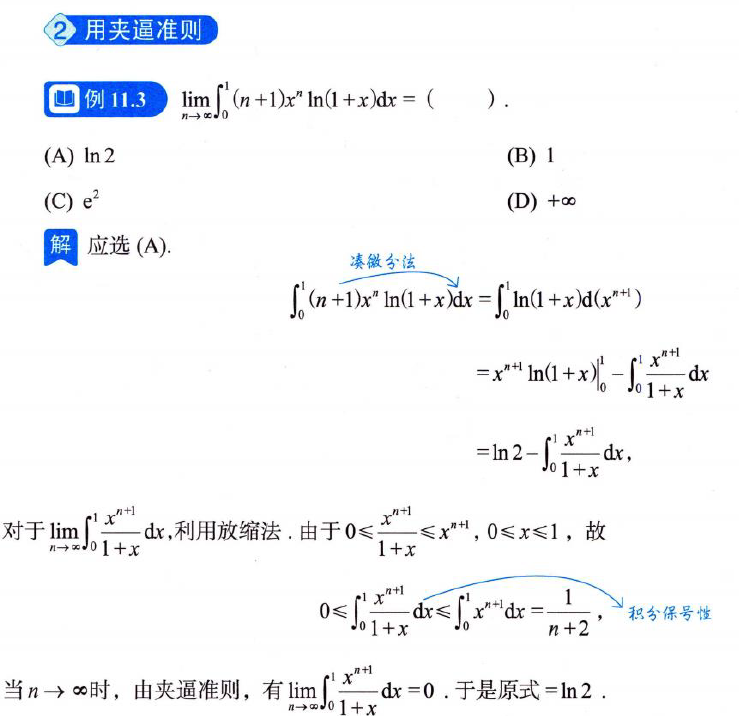 ② 用夹逼准则
例 11.3 $\lim\limits_{n\to\infty}\int_0^1 (n+1)x^n \ln(1+x)dx = ($   $)$.
(A) $\ln 2$ (B) 1
(C) $e^2$ (D) $+\infty$
解 应选 (A).
凑微分法
$\int_0^1 (n+1)x^n \ln(1+x)dx = \int_0^1 \ln(1+x)d(x^{n+1})$
$= x^{n+1} \ln(1+x)\Big|_0^1 - \int_0^1 \frac{x^{n+1}}{1+x}dx$
$= \ln 2 - \int_0^1 \frac{x^{n+1}}{1+x}dx,$
对于 $\lim\limits_{n\to\infty}\int_0^1 \frac{x^{n+1}}{1+x}dx$,利用放缩法.由于 $0 \leqslant \frac{x^{n+1}}{1+x} \leqslant x^{n+1}$, $0 \leqslant x \leqslant 1$, 故
$0 \leqslant \int_0^1 \frac{x^{n+1}}{1+x}dx \leqslant \int_0^1 x^{n+1}dx = \frac{1}{n+2}$, 积分保号性
当 $n \to \infty$ 时, 由夹逼准则, 有 $\lim\limits_{n\to\infty}\int_0^1 \frac{x^{n+1}}{1+x}dx = 0$.于是原式 $= \ln 2$.